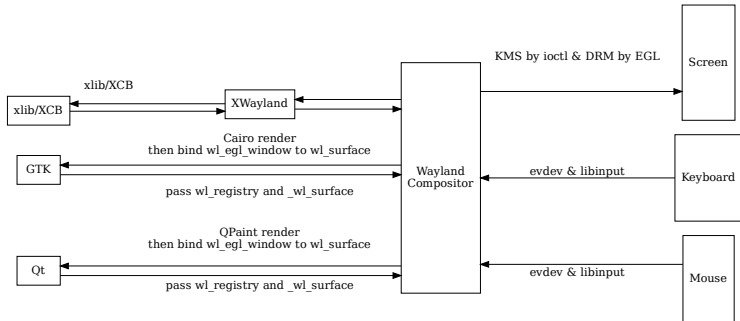 KMS by ioctl & DRM by EGL
Screen
xlib/XCB
xlib/XCB
XWayland
Cairo render
then bind wl_egl_window to wl_surface
GTK
pass wl_registry and _wl_surface
Wayland
Compositor
evdev & libinput
Keyboard
QPaint render
then bind wl_egl_window to wl_surface
Qt
pass wl_registry and _wl_surface
evdev & libinput
Mouse